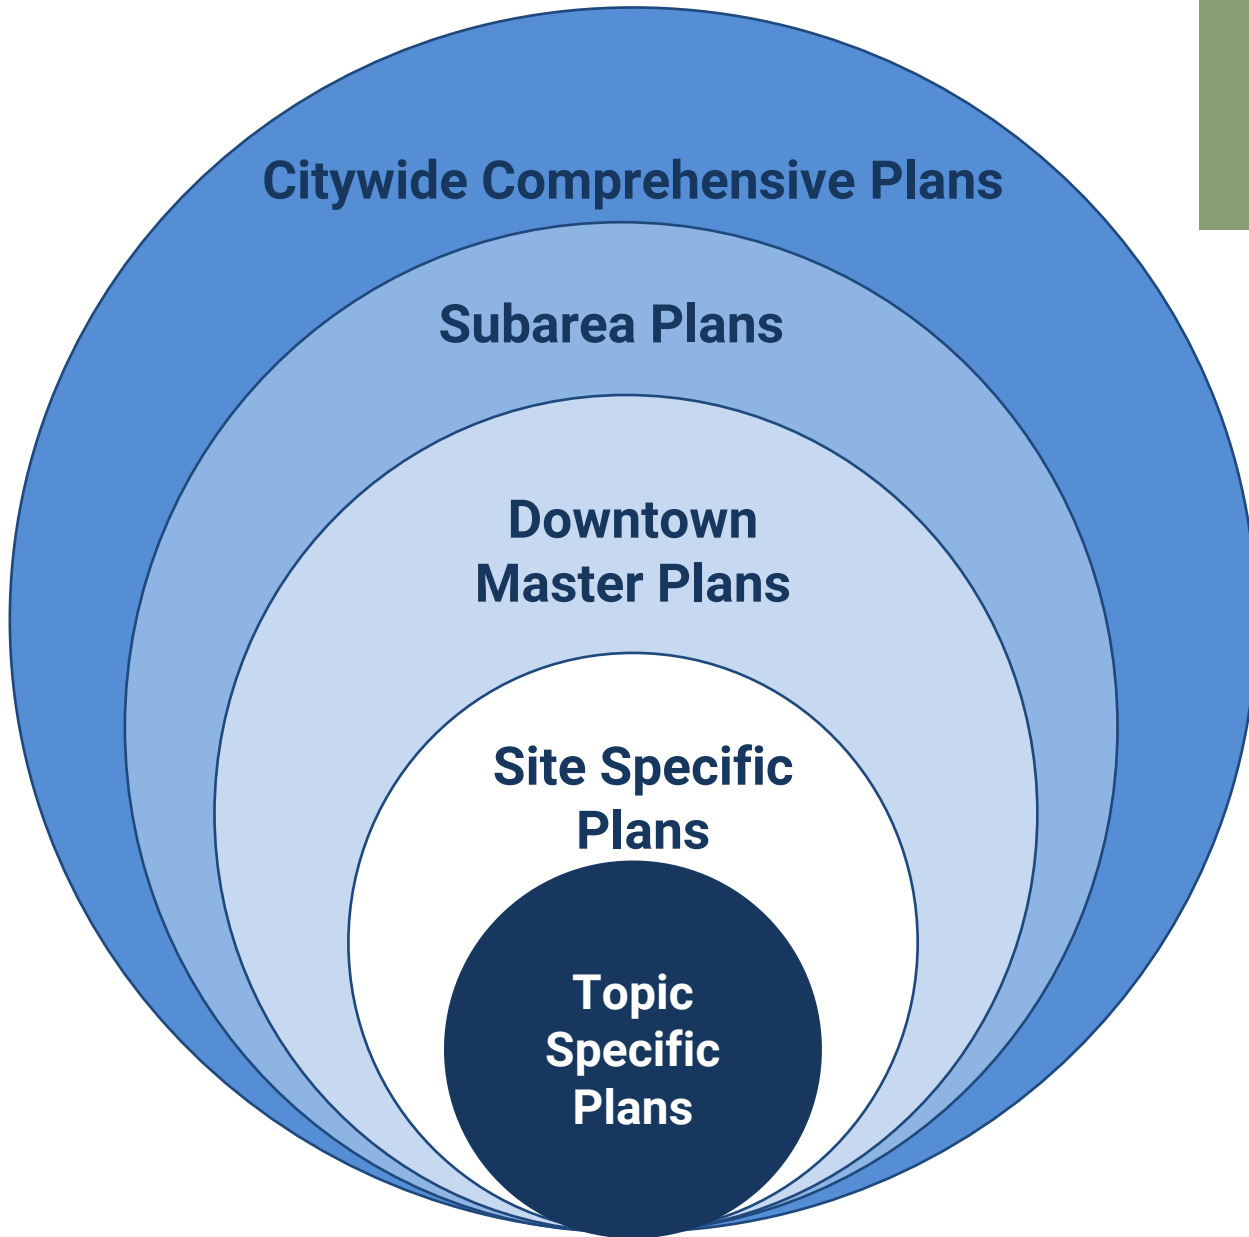 Citywide Comprehensive Plans
Subarea Plans
Downtown
Master Plans
Site Specific
Plans
Topic
Specific
Plans